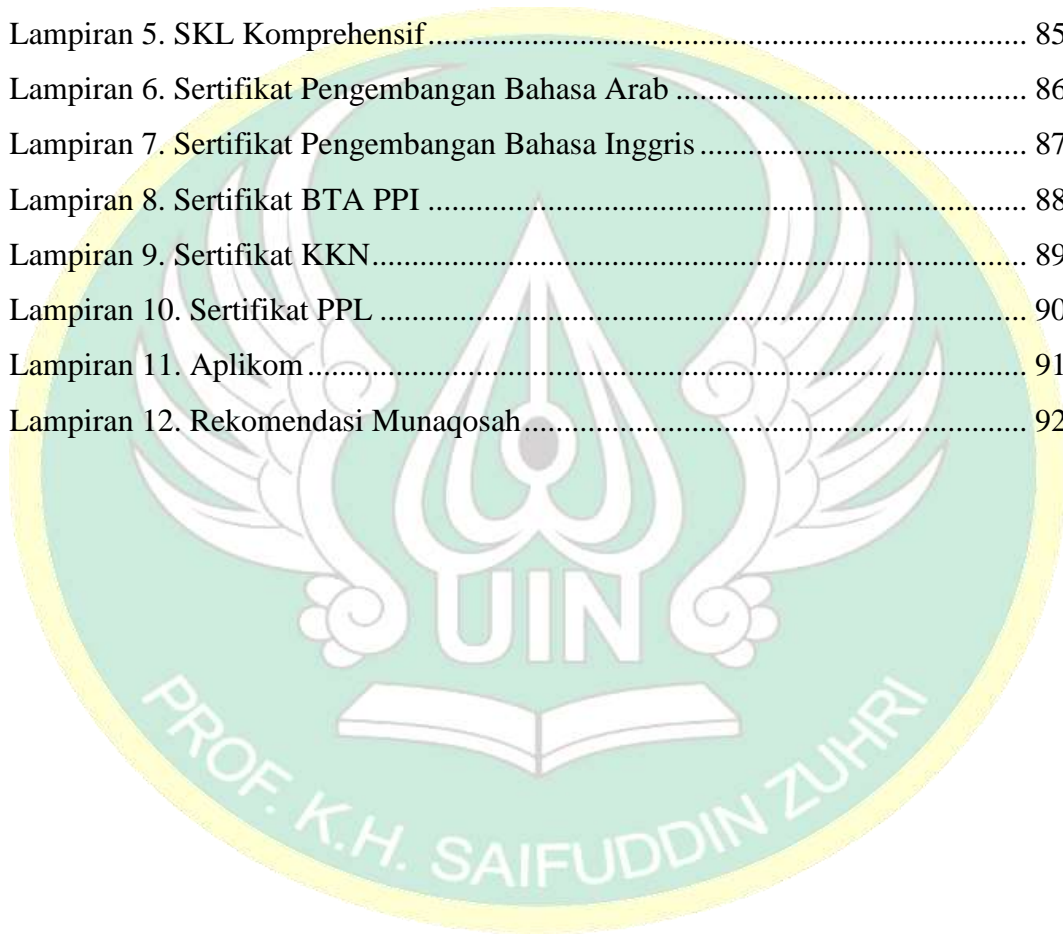 Lampiran 5. SKL Komprehensif........................................................................... 85
Lampiran 6. Sertifikat Pengembangan Bahasa Arab ............................................ 86
Lampiran 7. Sertifikat Pengembangan Bahasa Inggris ......................................... 87
Lampiran 8. Sertifikat BTA PPI ........................................................................... 88
Lampiran 9. Sertifikat KKN.................................................................................. 89
Lampiran 10. Sertifikat PPL ................................................................................. 90
Lampiran 11. Aplikom .......................................................................................... 91
Lampiran 12. Rekomendasi Munaqosah............................................................... 92
UIN
PROF. K.H. SAIFUDDIN ZUHRI